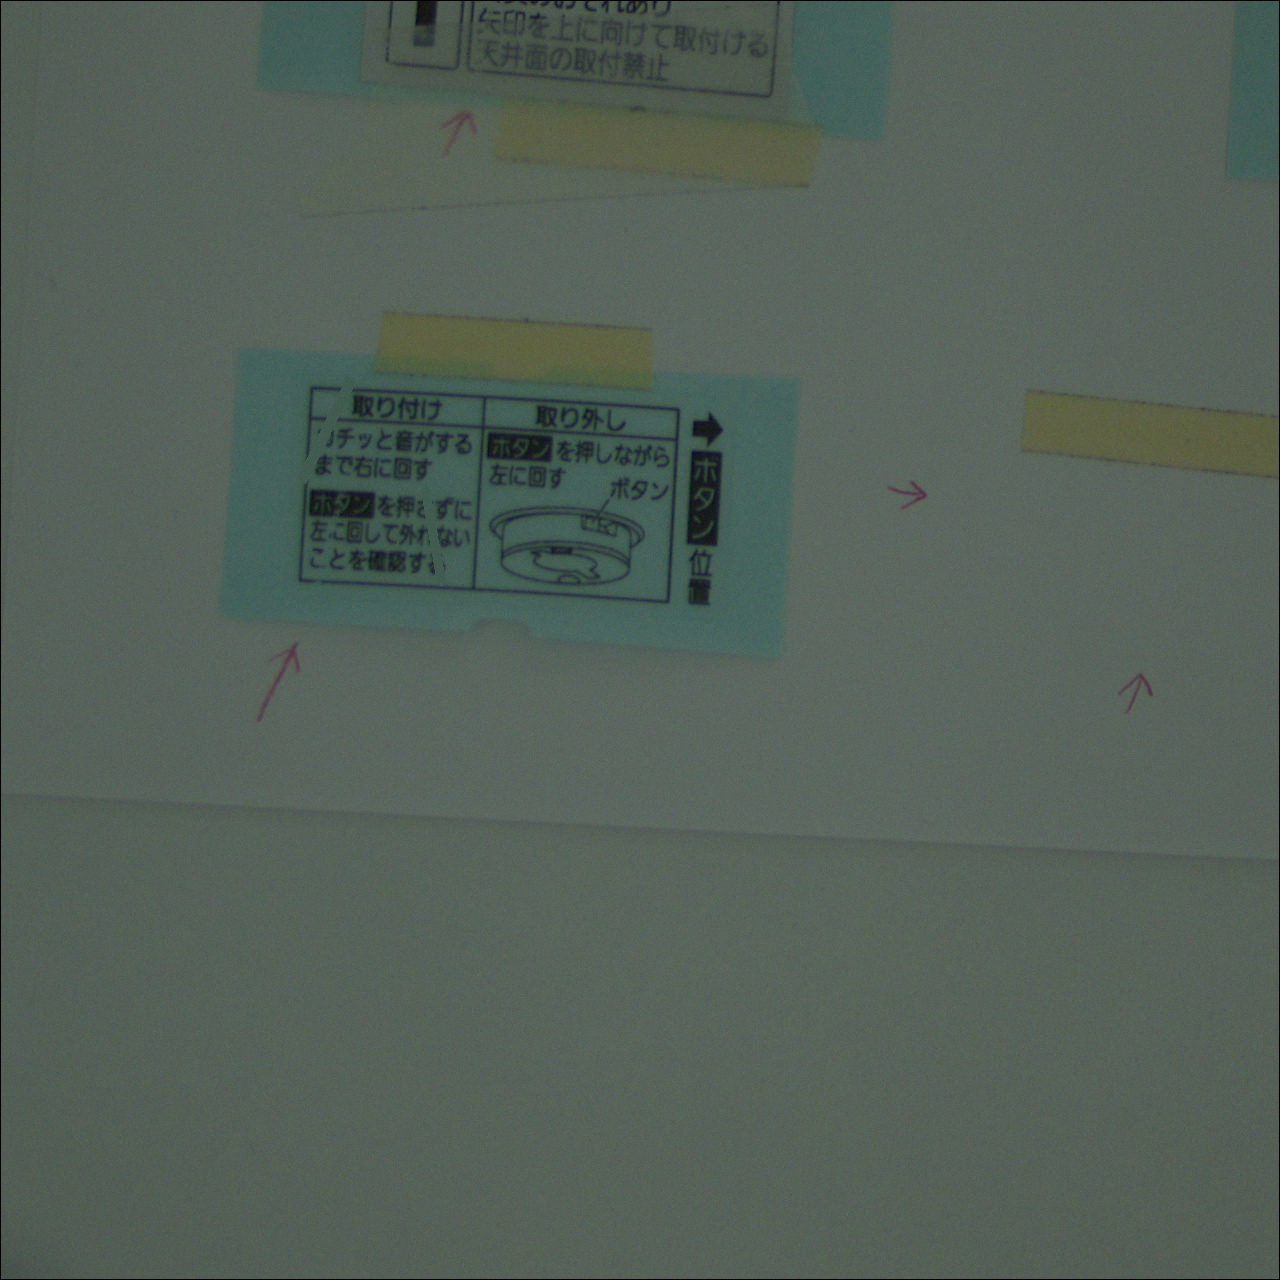 矢印を上に向けて取付ける
天井面の取付禁止
取り付け
チッと音がする
まで右に回す
ボタンを押さずに
左に回して外れない
ことを確認する
取り外し
ボタンを押しながら
左に回す
ボタン
➡ボタン位置